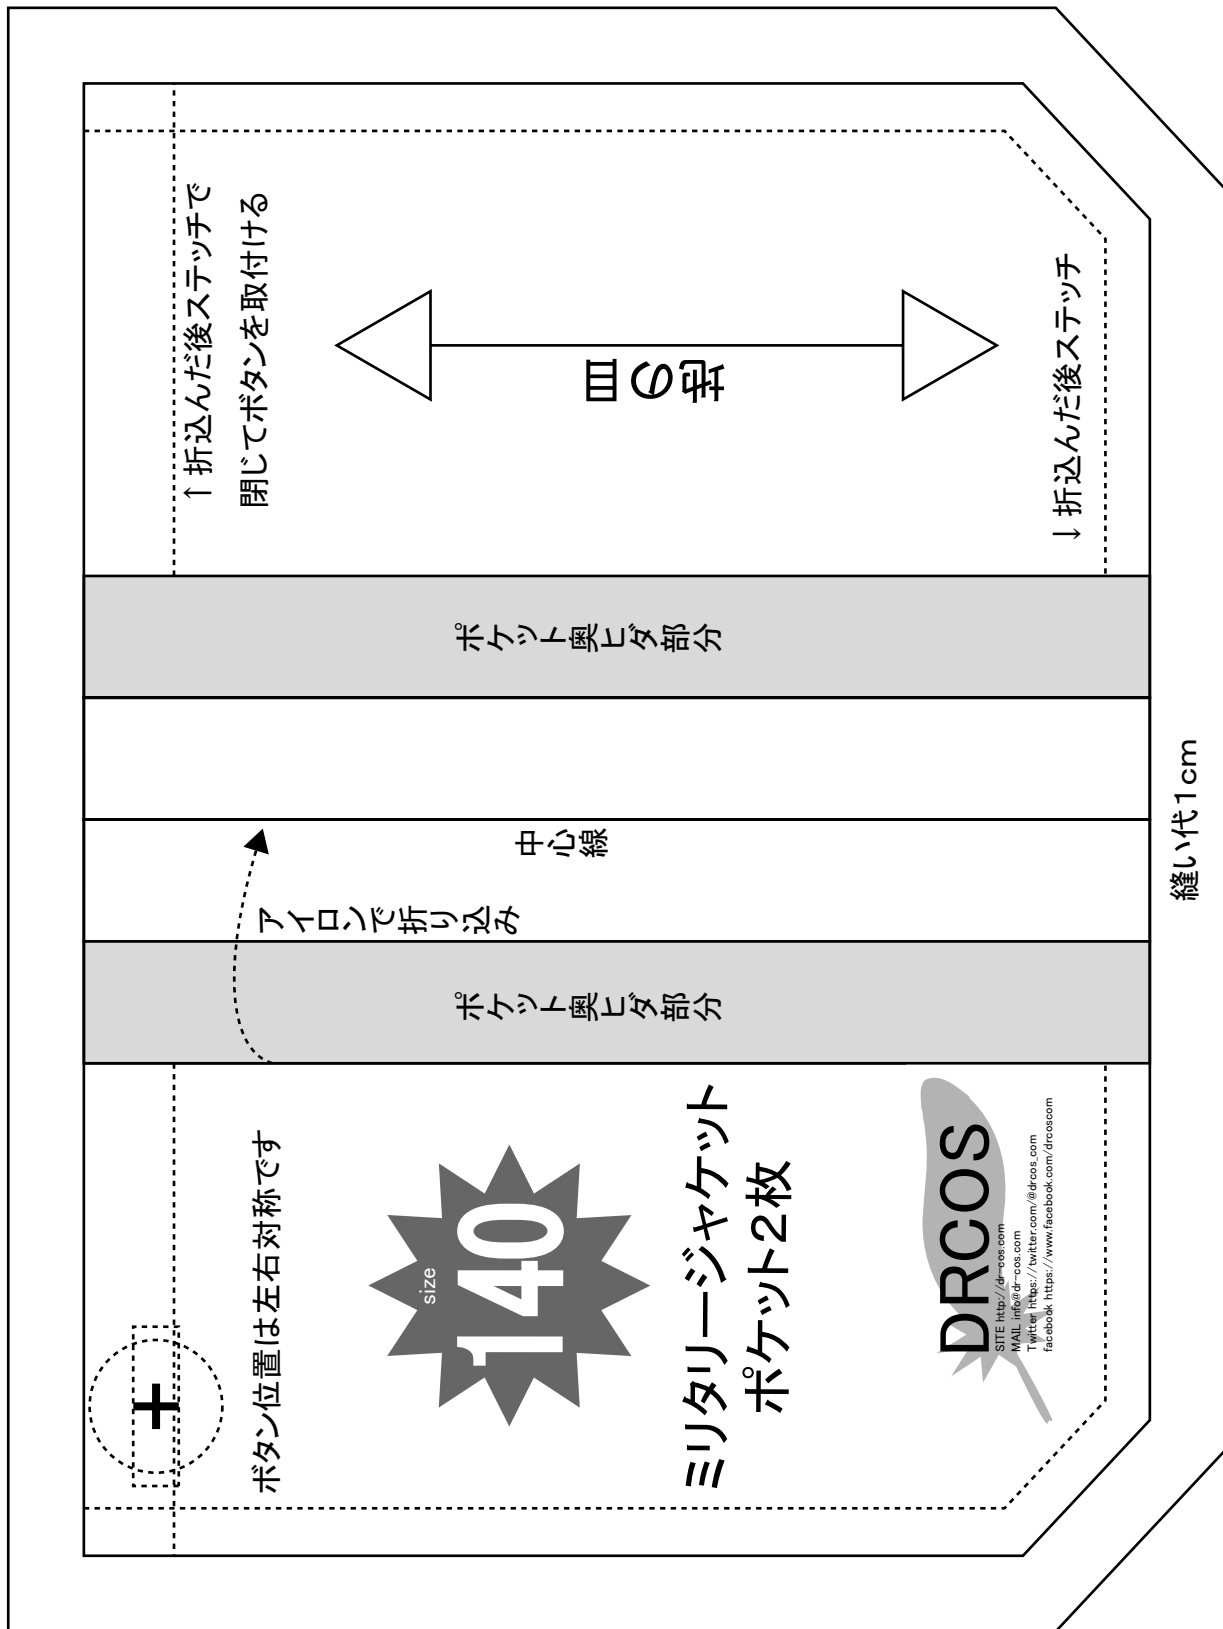 ボタン位置は左右対称です
size
140
ミリタリージャケット
ポケット2枚
DRCOS
SITE http://dr-cos.com
MAIL info@dr-cos.com
Twitter https://twitter.com/@drcos_com
facebook https://www.facebook.com/drcoscom
ポケット奥ヒダ部分
アイロンで折り込み
中心線
縫い代1cm
ポケット奥ヒダ部分
↑折込んだ後ステッチで
閉じてボタンを取付ける
地の皿
↓折込んだ後ステッチ